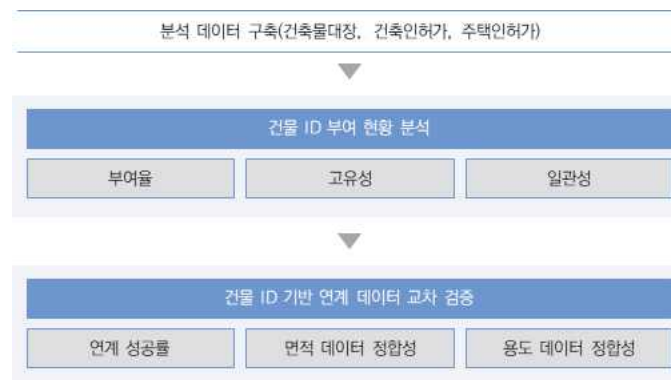 분석 데이터 구축(건축물대장, 건축인허가, 주택인허가)
건물 ID 부여 현황 분석
부여율 고유성 일관성
건물 ID 기반 연계 데이터 교차 검증
연계 성공률 면적 데이터 정합성 용도 데이터 정합성